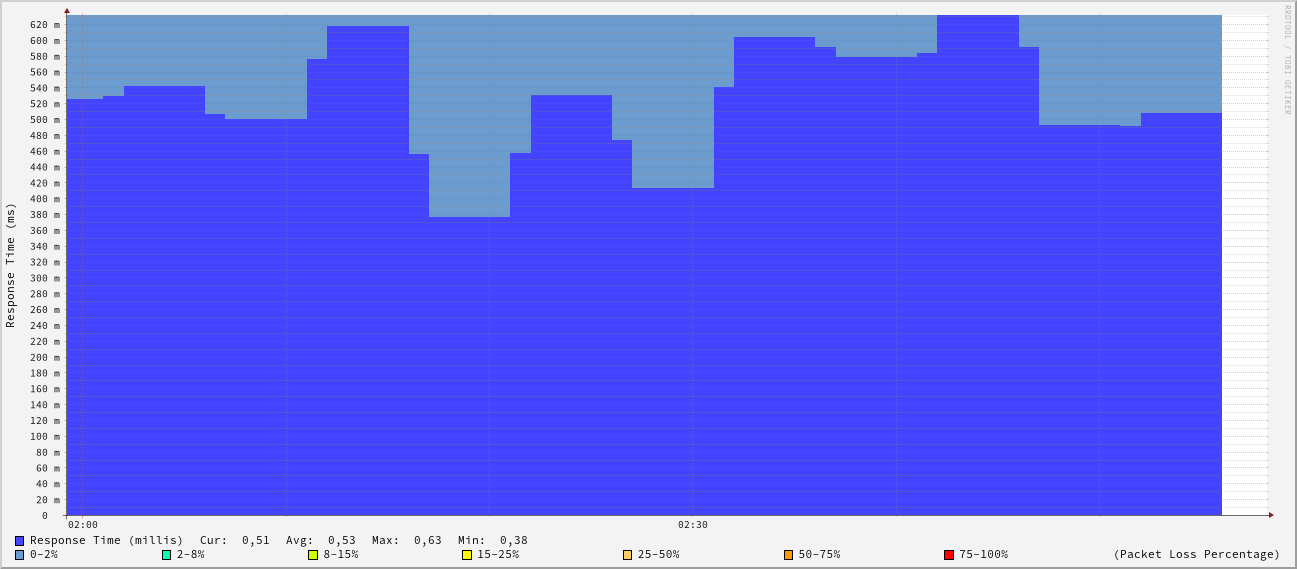 RRDTOOL / TOBI OETIKER
Response Time (ms)
620 m
600 m
580 m
560 m
540 m
520 m
500 m
480 m
460 m
440 m
420 m
400 m
380 m
360 m
340 m
320 m
300 m
280 m
260 m
240 m
220 m
200 m
180 m
160 m
140 m
120 m
100 m
80 m
60 m
40 m
20 m
0
02:00 02:30
Response Time (millis) Cur: 0,51 Avg: 0,53 Max: 0,63 Min: 0,38
0-2% 2-8% 8-15% 15-25% 25-50% 50-75% 75-100% (Packet Loss Percentage)